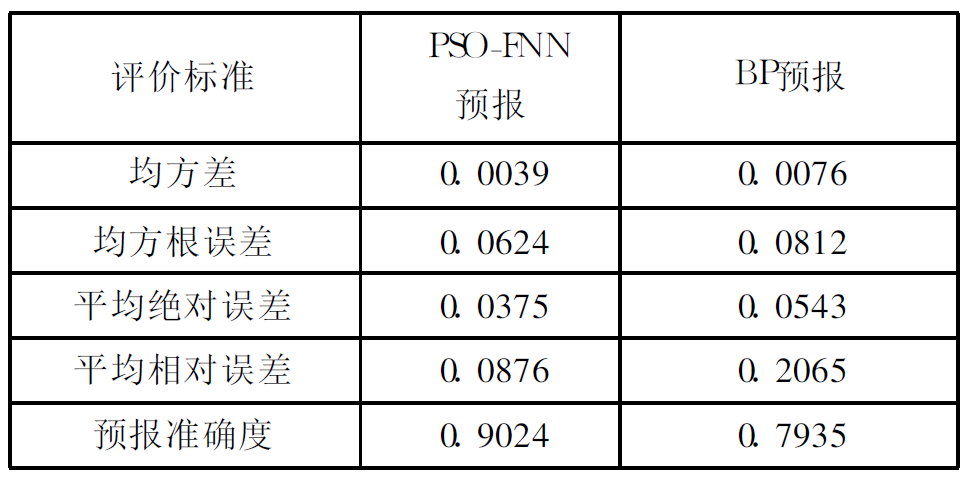 评价标准 PSO-FNN 预报 BP预报
均方差 0.0039 0.0076
均方根误差 0.0624 0.0812
平均绝对误差 0.0375 0.0543
平均相对误差 0.0876 0.2065
预报准确度 0.9024 0.7935